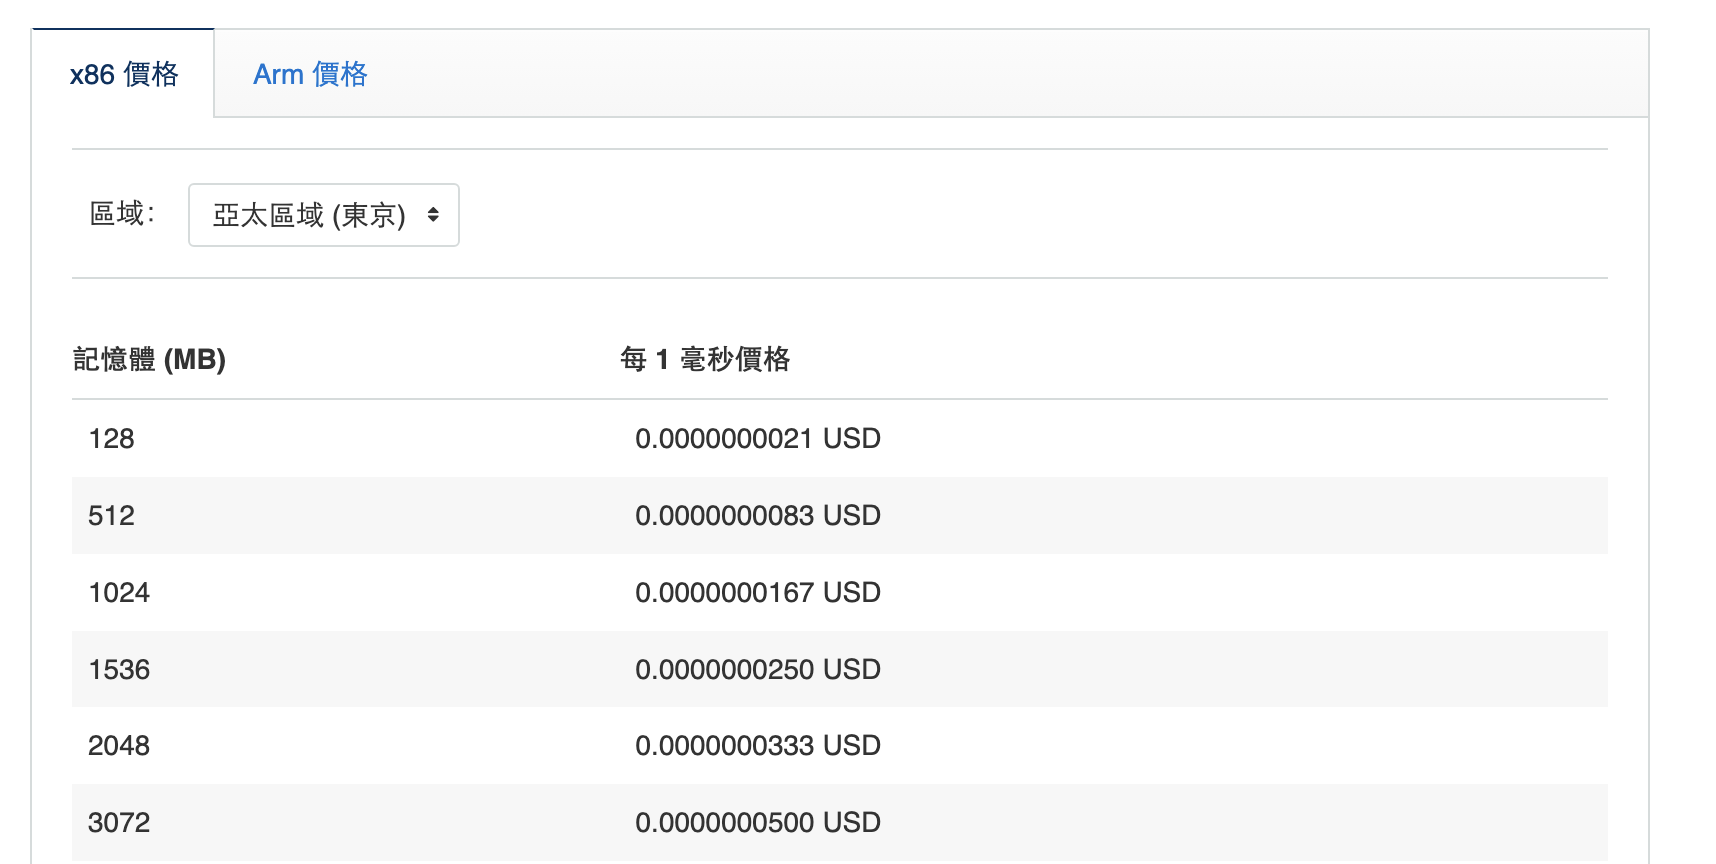 x86 價格 Arm 價格
區域： 亞太區域 (東京)
記憶體 (MB) 每 1 毫秒價格
128 0.0000000021 USD
512 0.0000000083 USD
1024 0.0000000167 USD
1536 0.0000000250 USD
2048 0.0000000333 USD
3072 0.0000000500 USD